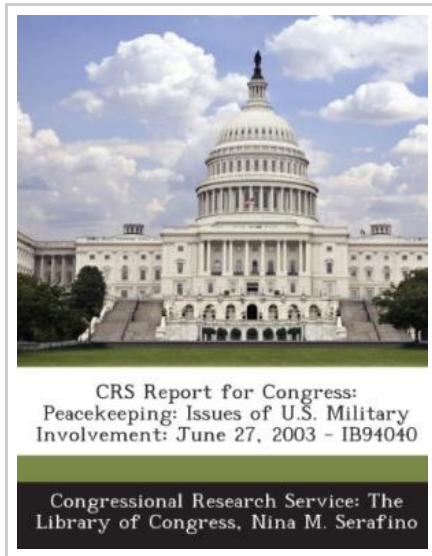 CRS Report for Congress:
Peacekeeping: Issues of U.S. Military
Involvement: June 27, 2003 - IB94040
Congressional Research Service: The
Library of Congress, Nina M. Serafino